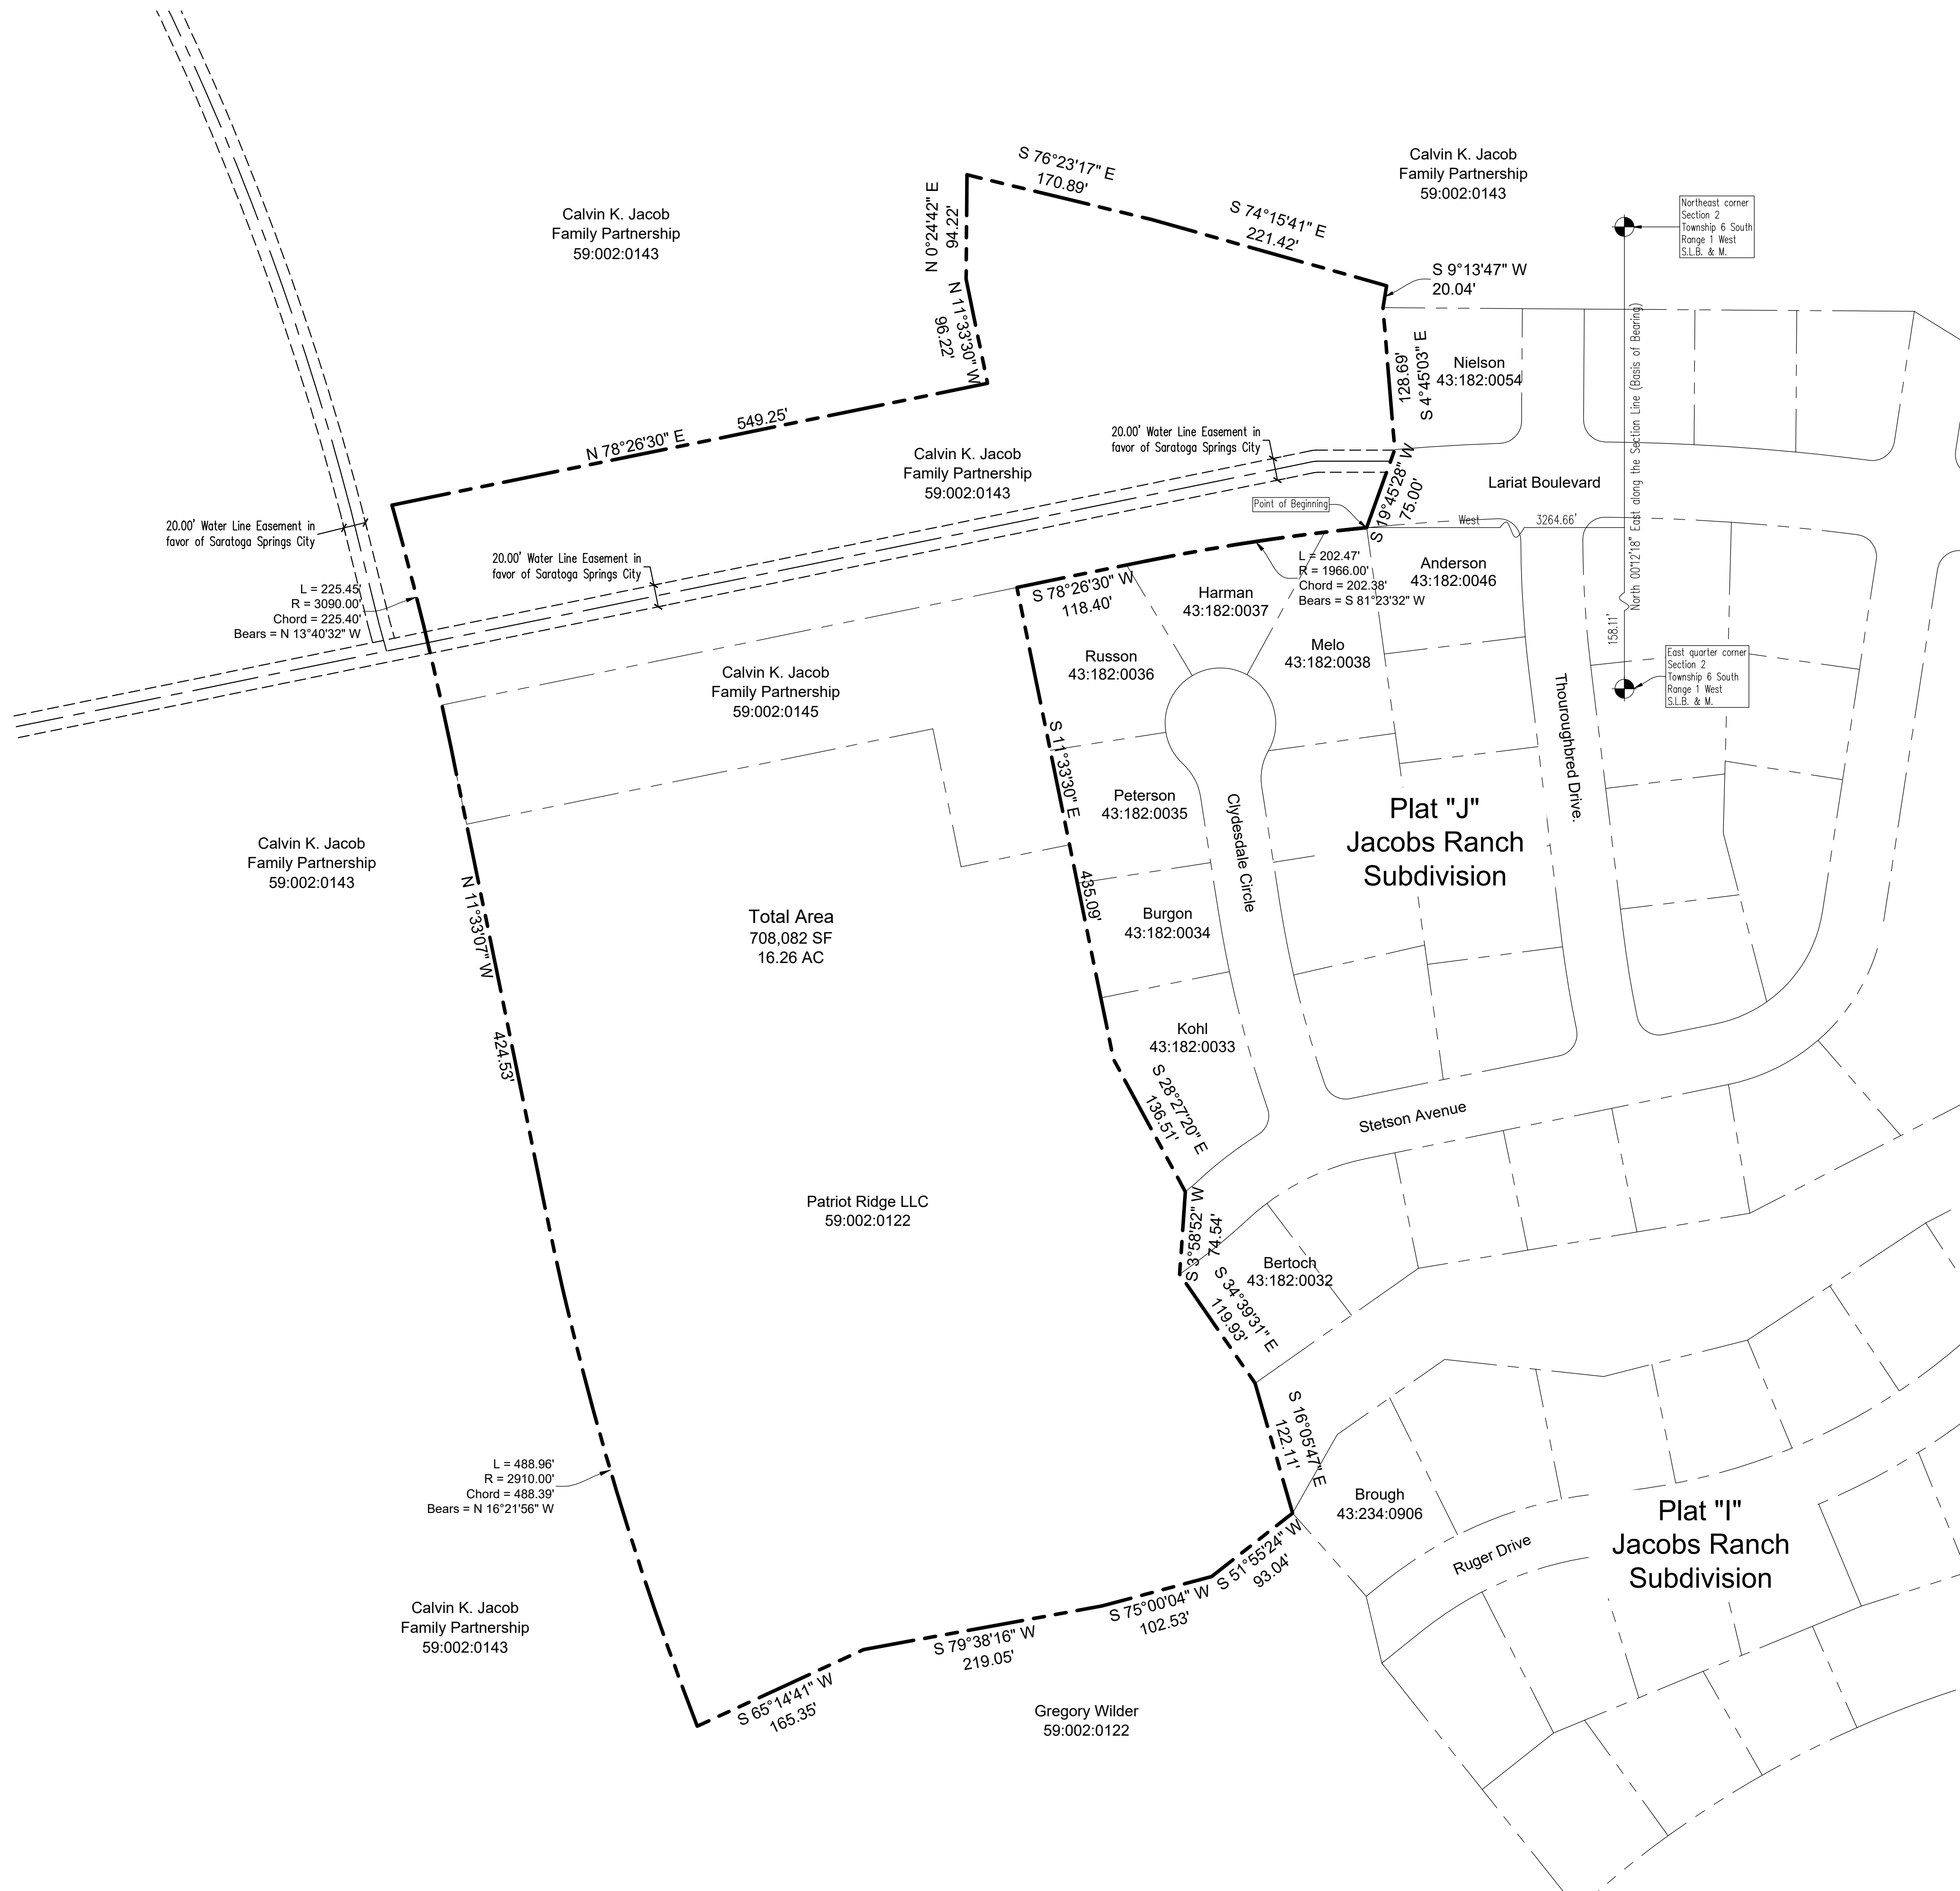 S 76°23'17" E
170.89'
Calvin K. Jacob
Family Partnership
59:002:0143
Calvin K. Jacob
Family Partnership
59:002:0143
N 0°24'42" E
94.22'
S 74°15'41" E
221.42'
Northeast corner
Section 2
Township 6 South
Range 1 West
S.L.B. & M.
S 9°13'47" W
20.04'
N 11°33'30" W
96.22'
128.69'
S 4°45'03" E
Nielson
43:182:0054
North 00°12'18" East along the Section Line (Basis of Bearing)
N 78°26'30" E
549.25'
20.00' Water Line Easement in
favor of Saratoga Springs City
Calvin K. Jacob
Family Partnership
59:002:0143
S 19°45'28" W
75.00'
Lariat Boulevard
Point of Beginning
West
3264.66'
20.00' Water Line Easement in
favor of Saratoga Springs City
20.00' Water Line Easement in
favor of Saratoga Springs City
L = 202.47'
R = 1966.00'
Chord = 202.38'
Bears = S 81°23'32" W
Anderson
43:182:0046
L = 225.45'
R = 3090.00'
Chord = 225.40'
Bears = N 13°40'32" W
S 78°26'30" W
118.40'
Harman
43:182:0037
158.11'
Melo
43:182:0038
Russon
43:182:0036
East quarter corner
Section 2
Township 6 South
Range 1 West
S.L.B. & M.
Calvin K. Jacob
Family Partnership
59:002:0145
Thouroughbred Drive.
S 11°33'30" E
435.09'
Peterson
43:182:0035
Clydesdale Circle
Plat "J"
Jacobs Ranch
Subdivision
Calvin K. Jacob
Family Partnership
59:002:0143
N 11°33'07" W
424.53'
Total Area
708,082 SF
16.26 AC
Burgon
43:182:0034
Kohl
43:182:0033
S 28°27'20" E
136.51'
Stetson Avenue
Patriot Ridge LLC
59:002:0122
S 3°58'52" W
74.54'
Bertoch
43:182:0032
S 34°39'31" E
119.93'
S 16°05'47" E
122.11'
L = 488.96'
R = 2910.00'
Chord = 488.39'
Bears = N 16°21'56" W
Brough
43:234:0906
Plat "I"
Jacobs Ranch
Subdivision
Ruger Drive
S 51°55'24" W
93.04'
S 75°00'04" W
102.53'
Calvin K. Jacob
Family Partnership
59:002:0143
S 79°38'16" W
219.05'
S 65°14'41" W
165.35'
Gregory Wilder
59:002:0122